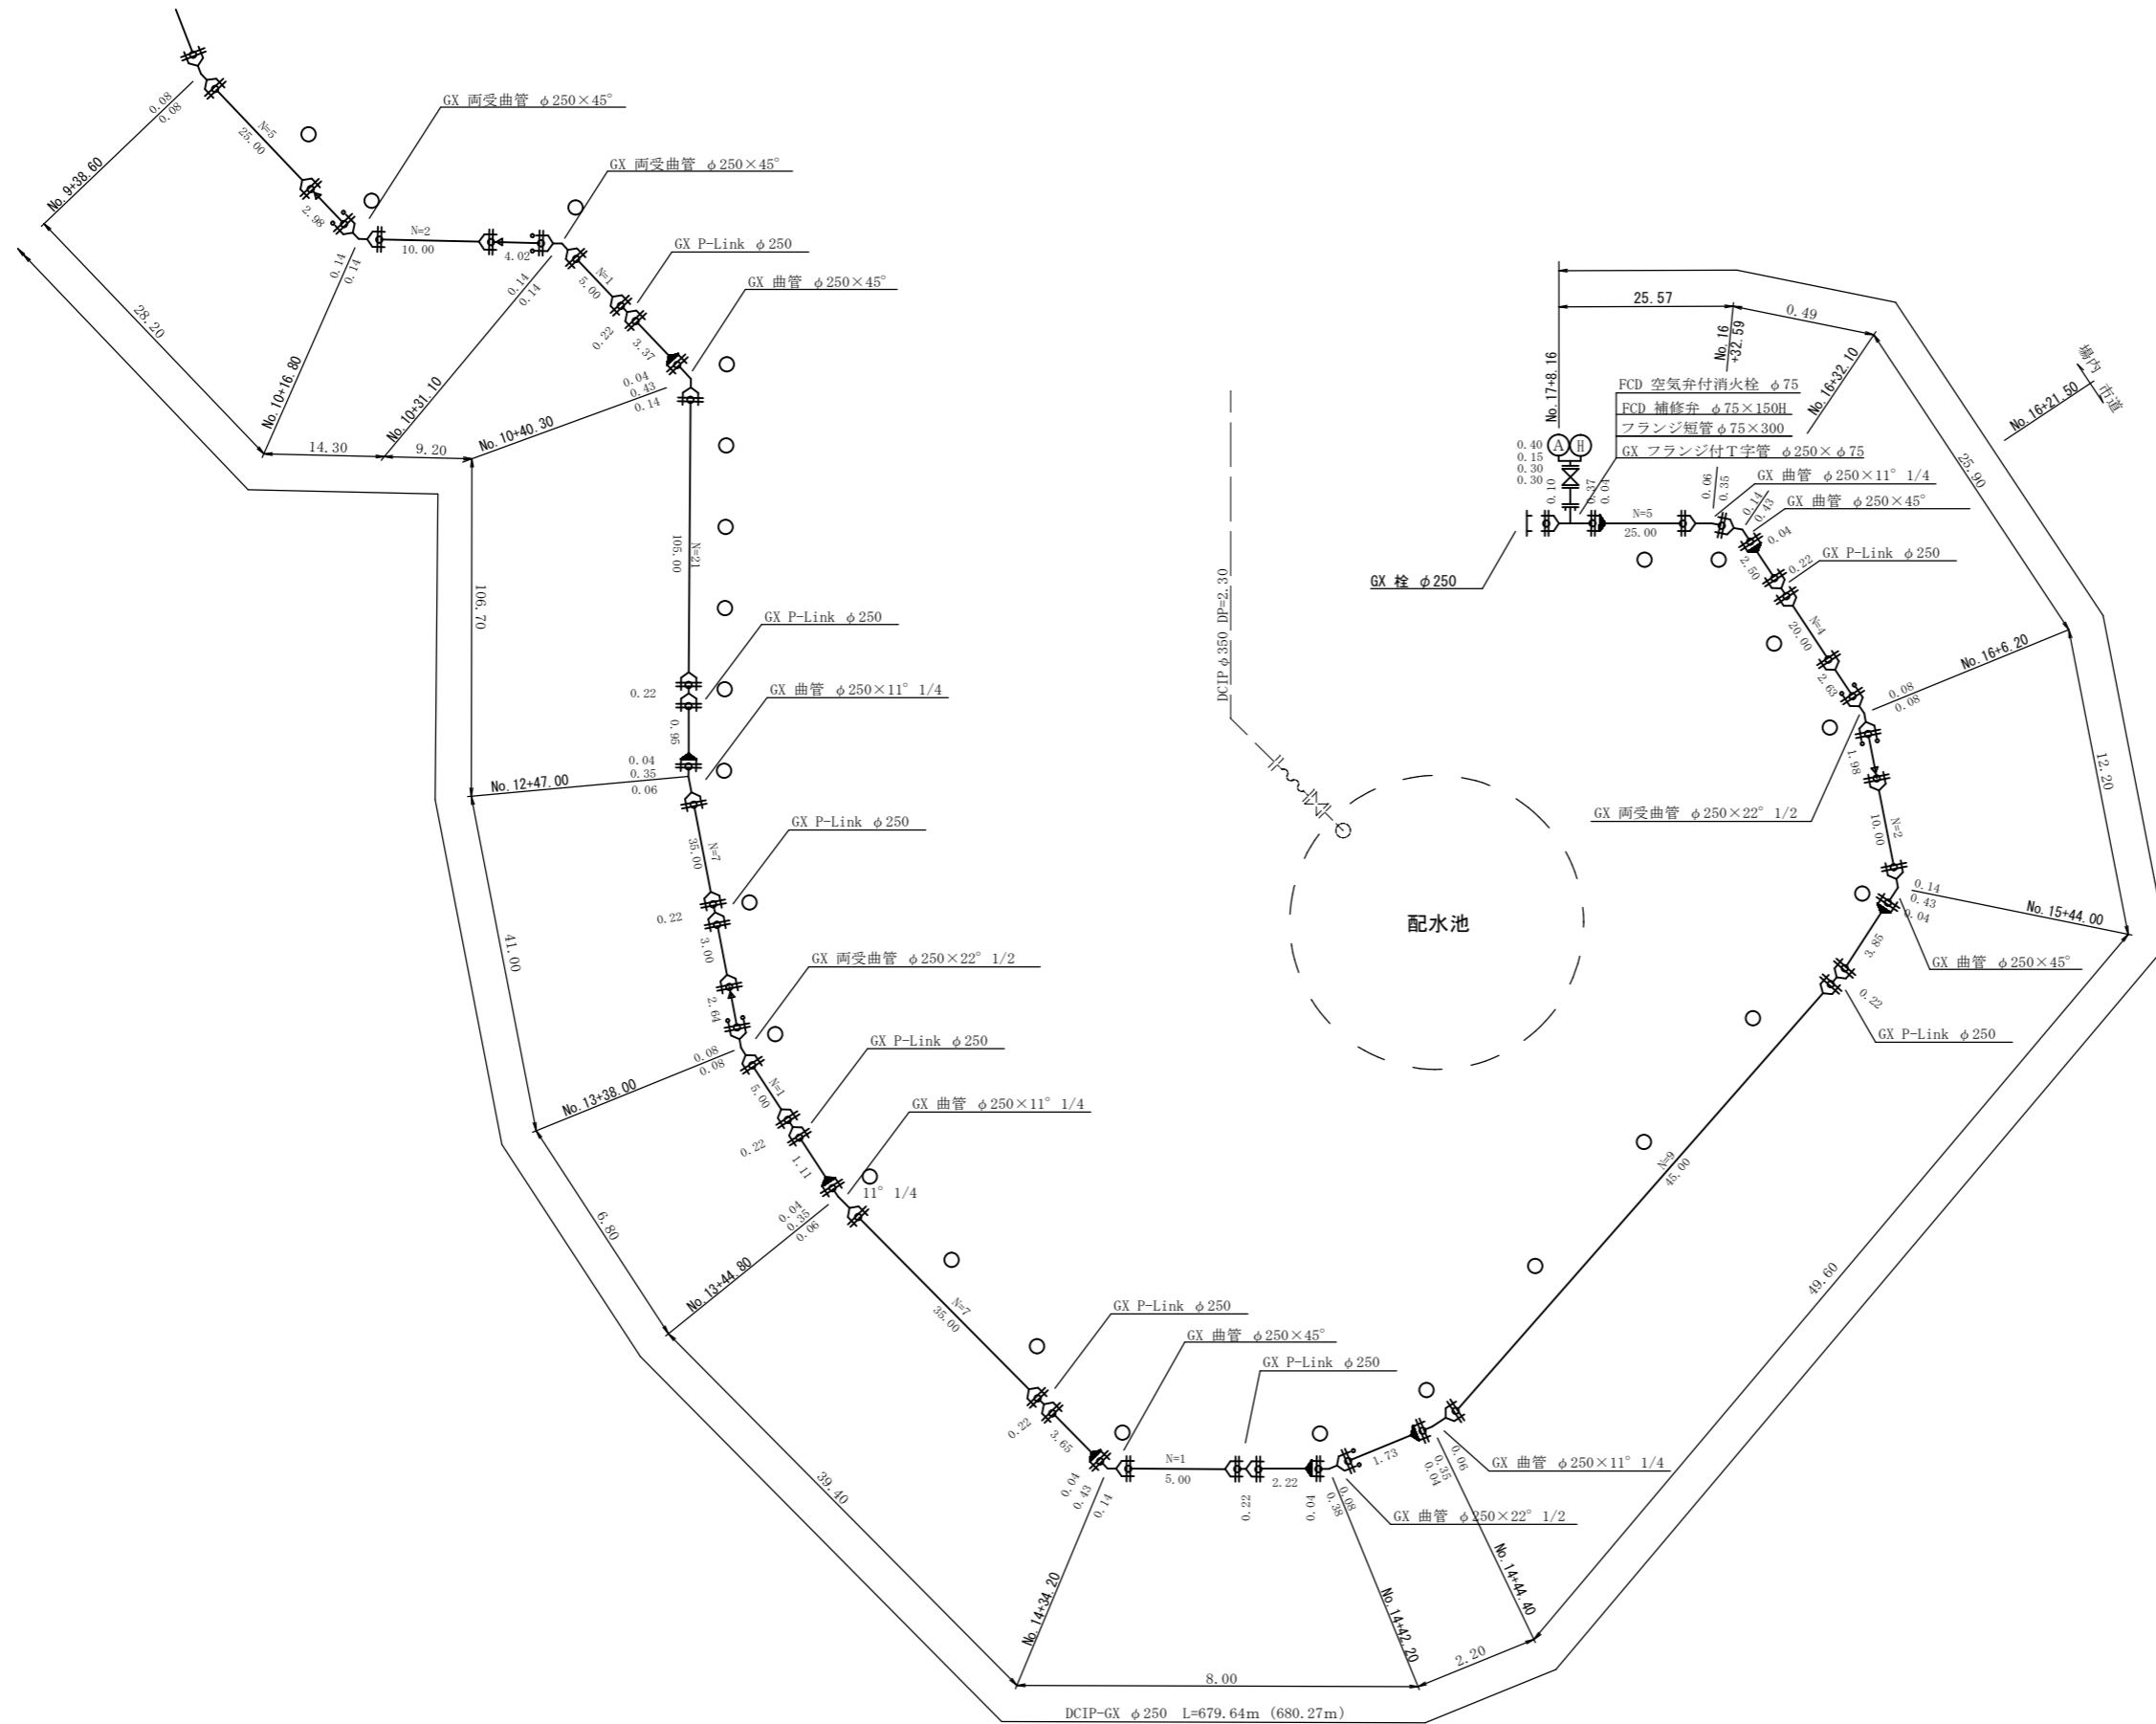 0.08
0.08
No.9+38.60
N=5
25.00
2.98
GX 両受曲管 φ250×45°
0.14
0.14
N=2
10.00
4.02
GX 両受曲管 φ250×45°
0.14
0.14
N=1
5.00
GX P-Link φ250
0.22
3.37
GX 曲管 φ250×45°
0.04
0.43
0.14
28.20
No.10+16.80
14.30
No.10+31.10
9.20
No.10+40.30
106.70
105.00
N=21
GX P-Link φ250
0.22
0.95
GX 曲管 φ250×11° 1/4
0.04
0.35
0.06
No.12+47.00
GX P-Link φ250
35.00
N=7
0.22
3.00
41.00
GX 両受曲管 φ250×22° 1/2
2.64
0.08
0.08
No.13+38.00
GX P-Link φ250
N=1
5.00
0.22
1.11
GX 曲管 φ250×11° 1/4
11° 1/4
0.04
0.35
0.06
6.80
No.13+44.80
N=7
35.00
39.40
GX P-Link φ250
0.22
3.65
GX 曲管 φ250×45°
0.04
0.43
0.14
No.14+34.20
N=1
5.00
GX P-Link φ250
0.22
2.22
0.04
0.38
0.08
GX 曲管 φ250×22° 1/2
No.14+42.20
8.00
1.73
0.04
0.35
0.06
GX 曲管 φ250×11° 1/4
No.14+44.40
2.20
DCIP-GX φ250 L=679.64m (680.27m)
N=9
45.00
49.60
GX P-Link φ250
0.22
3.85
GX 曲管 φ250×45°
0.14
0.43
0.04
No.15+44.00
N=2
10.00
1.98
12.20
GX 両受曲管 φ250×22° 1/2
0.08
0.08
No.16+6.20
2.63
N=4
20.00
25.90
GX P-Link φ250
0.22
2.50
0.04
GX 曲管 φ250×45°
0.14
0.43
GX 曲管 φ250×11° 1/4
0.06
0.35
No.16+32.10
No.16+21.50
場内
市道
0.49
No.16
+32.59
25.57
No.17+8.16
FCD 空気弁付消火栓 φ75
FCD 補修弁 φ75×150H
フランジ短管φ75×300
GX フランジ付T字管 φ250×φ75
A
H
0.40
0.15
0.30
0.30
0.10
0.37
0.04
N=5
25.00
GX 栓 φ250
DCIPφ350 DP=2.30
配水池